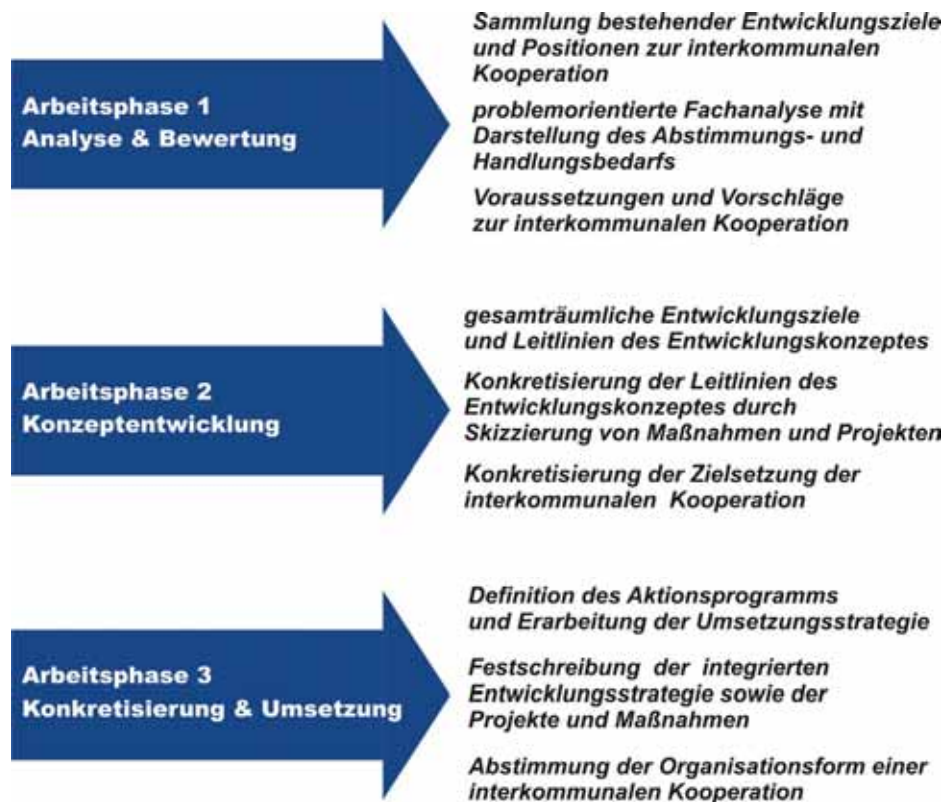 Arbeitsphase 1
Analyse & Bewertung
Sammlung bestehender Entwicklungsziele
und Positionen zur interkommunalen
Kooperation
problemorientierte Fachanalyse mit
Darstellung des Abstimmungs- und
Handlungsbedarfs
Voraussetzungen und Vorschläge
zur interkommunalen Kooperation
Arbeitsphase 2
Konzeptentwicklung
gesamträumliche Entwicklungsziele
und Leitlinien des Entwicklungskonzeptes
Konkretisierung der Leitlinien des
Entwicklungskonzeptes durch
Skizzierung von Maßnahmen und Projekten
Konkretisierung der Zielsetzung der
interkommunalen Kooperation
Arbeitsphase 3
Konkretisierung & Umsetzung
Definition des Aktionsprogramms
und Erarbeitung der Umsetzungsstrategie
Festschreibung der integrierten
Entwicklungsstrategie sowie der
Projekte und Maßnahmen
Abstimmung der Organisationsform einer
interkommunalen Kooperation